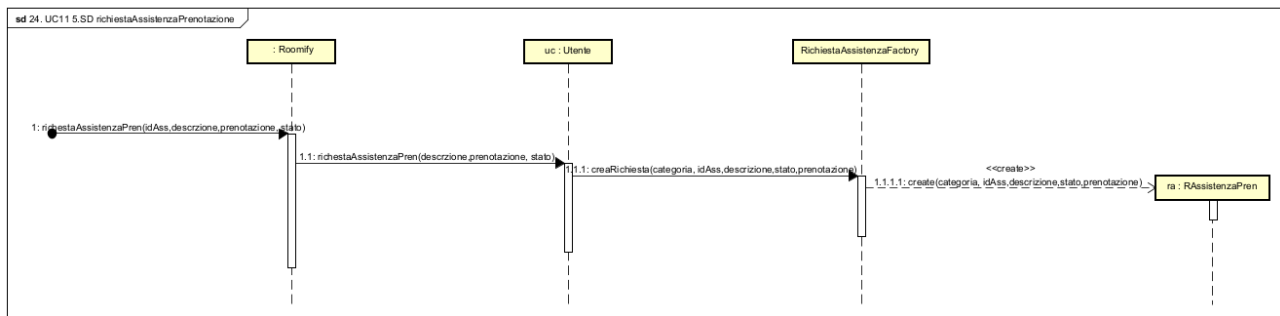 sd 24. UC11 5.SD richiestaAssistenzaPrenotazione
: Roomify
uc : Utente
RichiestaAssistenzaFactory
1: richestaAssistenzaPren(idAss,descrzione,prenotazione, stato)
1.1: richestaAssistenzaPren(descrzione,prenotazione, stato)
1.1.1: creaRichiesta(categoria, idAss,descrizione,stato,prenotazione)
<<create>>
1.1.1.1: create(categoria, idAss,descrizione,stato,prenotazione)
ra : RAssistenzaPren